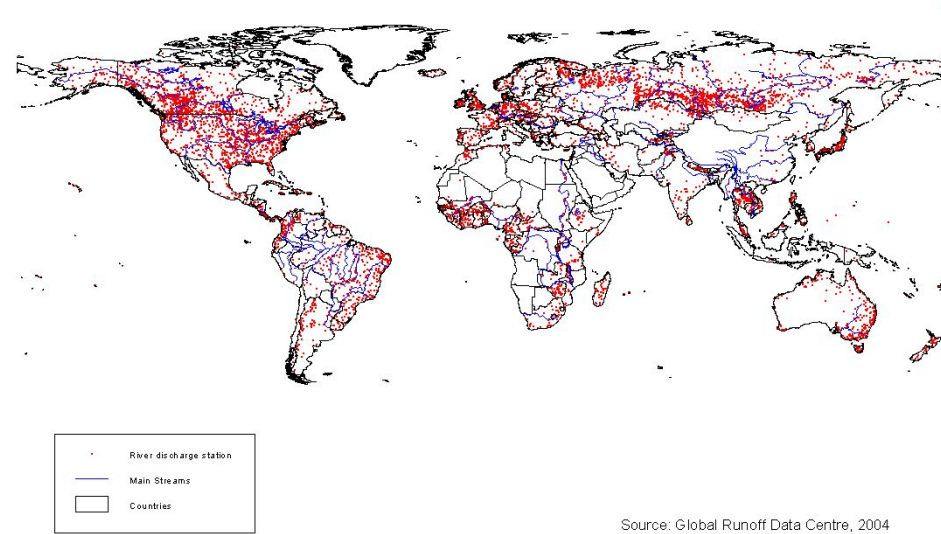 River discharge station
Main Streams
Countries
Source: Global Runoff Data Centre, 2004